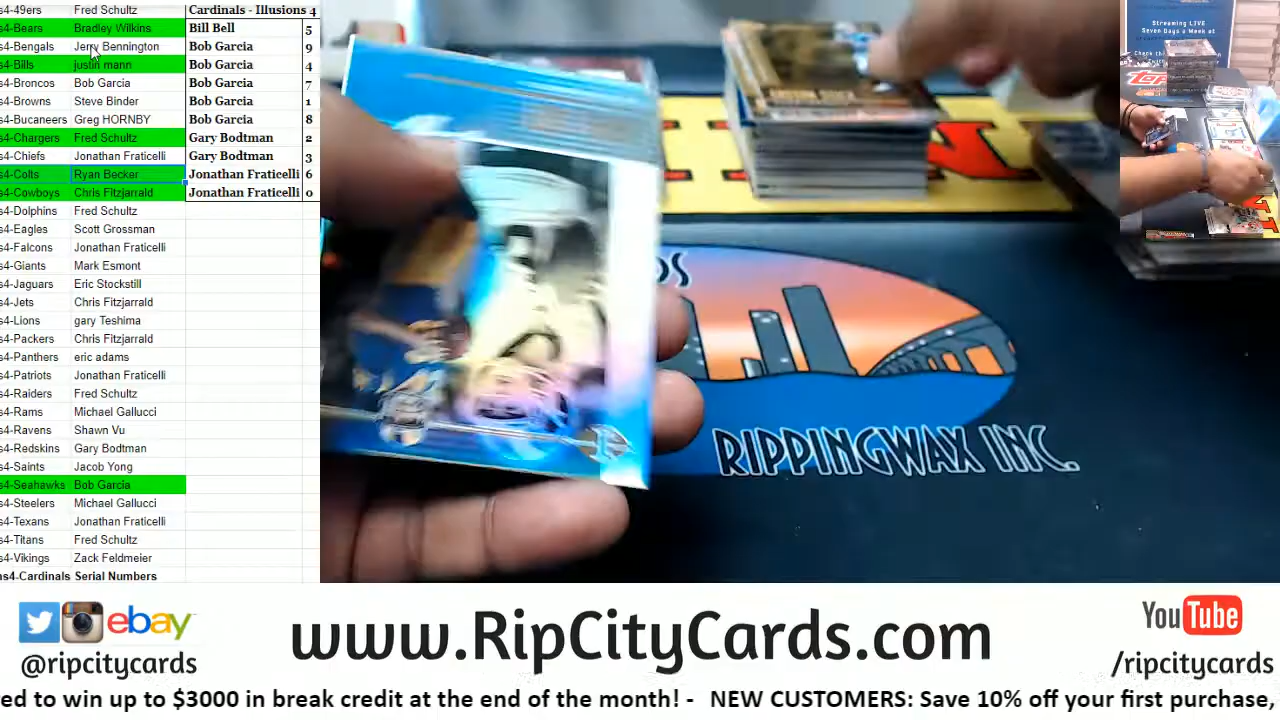 s4-49ers Fred Schultz Cardinals - Illusions 4
s4-Bears Bradley Wilkins Bill Bell 5
s4-Bengals Jerry Bennington Bob Garcia 9
s4-Bills justin mann Bob Garcia 4
s4-Broncos Bob Garcia Bob Garcia 7
s4-Browns Steve Binder Bob Garcia 1
s4-Bucaneers Greg HORNBY Bob Garcia 8
s4-Chargers Fred Schultz Gary Bodtman 2
s4-Chiefs Jonathan Fraticelli Gary Bodtman 3
s4-Colts Ryan Becker Jonathan Fraticelli 6
s4-Cowboys Chris Fitzjarrald Jonathan Fraticelli 0
s4-Dolphins Fred Schultz
s4-Eagles Scott Grossman
s4-Falcons Jonathan Fraticelli
s4-Giants Mark Esmont
s4-Jaguars Eric Stockstill
s4-Jets Chris Fitzjarrald
s4-Lions gary Teshima
s4-Packers Chris Fitzjarrald
s4-Panthers eric adams
s4-Patriots Jonathan Fraticelli
s4-Raiders Fred Schultz
s4-Rams Michael Gallucci
s4-Ravens Shawn Vu
s4-Redskins Gary Bodtman
s4-Saints Jacob Yong
s4-Seahawks Bob Garcia
s4-Steelers Michael Gallucci
s4-Texans Jonathan Fraticelli
s4-Titans Fred Schultz
s4-Vikings Zack Feldmeier
ns4-Cardinals Serial Numbers
RIPPINGWAX INC.
Streaming LIVE
Seven Days a Week at
ebay
@ripcitycards
www.RipCityCards.com
YouTube
/ripcitycards
ed to win up to $3000 in break credit at the end of the month! - NEW CUSTOMERS: Save 10% off your first purchase,